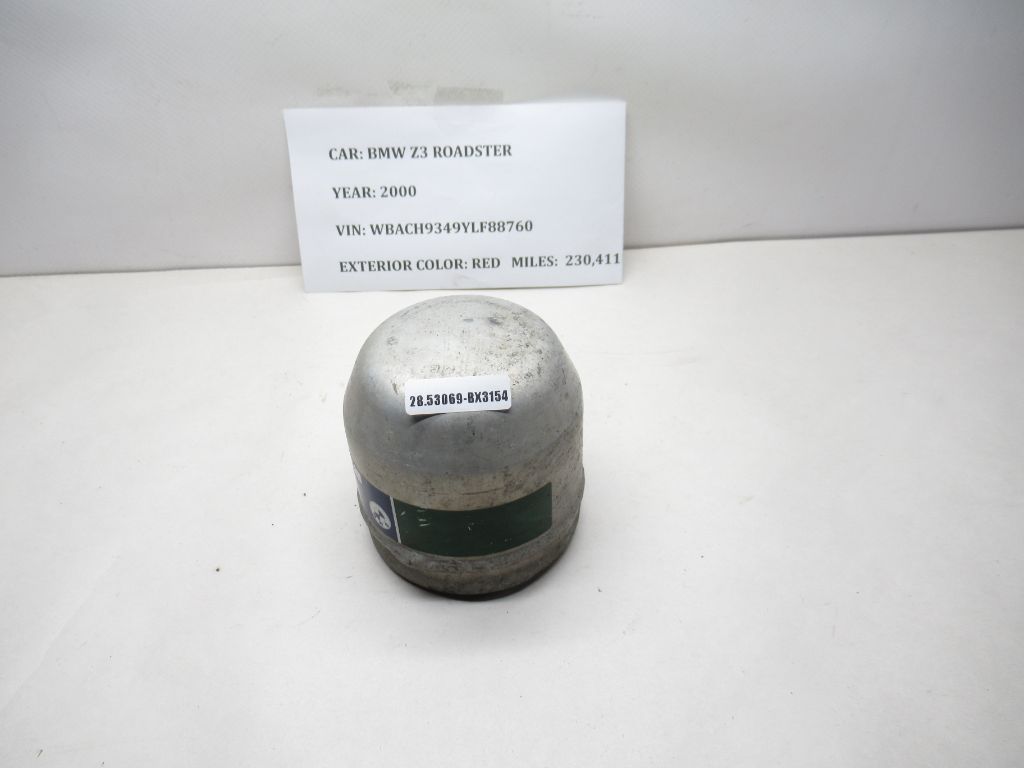 CAR: BMW Z3 ROADSTER
YEAR: 2000
VIN: WBACH9349YLF88760
EXTERIOR COLOR: RED MILES: 230,411
28.53069-BX3154